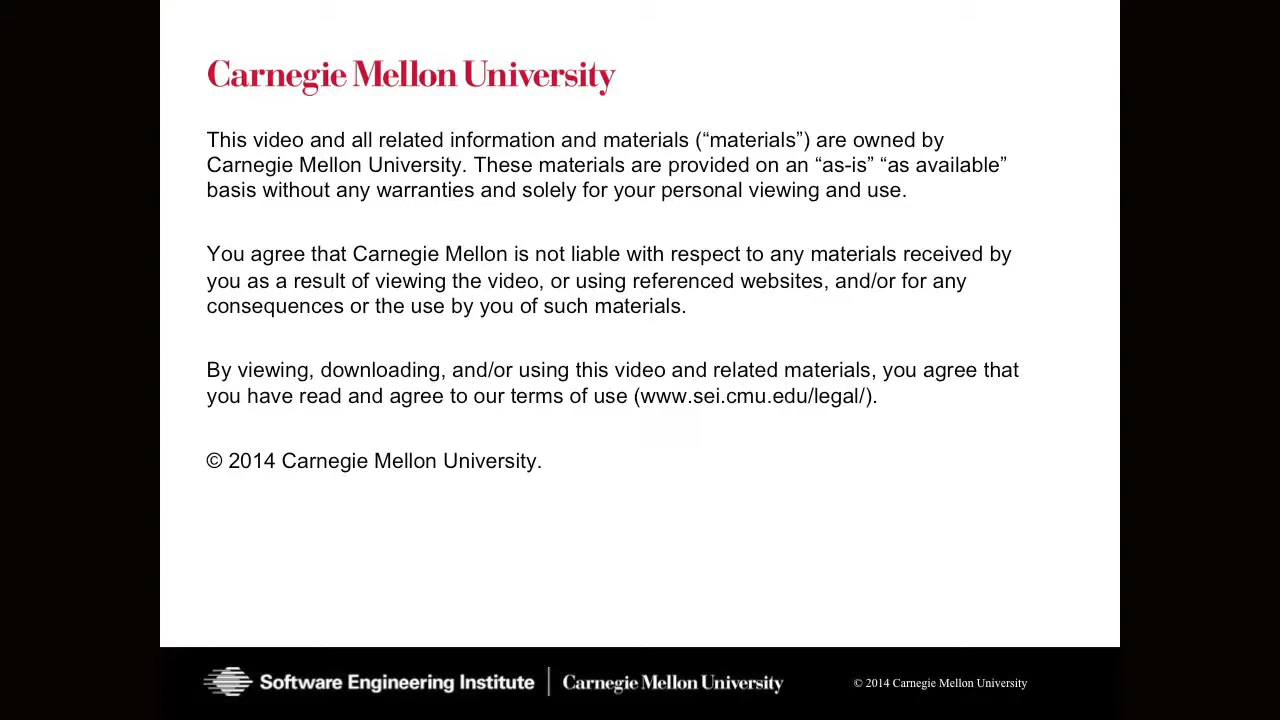 Carnegie Mellon University
This video and all related information and materials (“materials”) are owned by
Carnegie Mellon University. These materials are provided on an “as-is” “as available”
basis without any warranties and solely for your personal viewing and use.
You agree that Carnegie Mellon is not liable with respect to any materials received by
you as a result of viewing the video, or using referenced websites, and/or for any
consequences or the use by you of such materials.
By viewing, downloading, and/or using this video and related materials, you agree that
you have read and agree to our terms of use (www.sei.cmu.edu/legal/).
© 2014 Carnegie Mellon University.
Software Engineering Institute | Carnegie Mellon University © 2014 Carnegie Mellon University